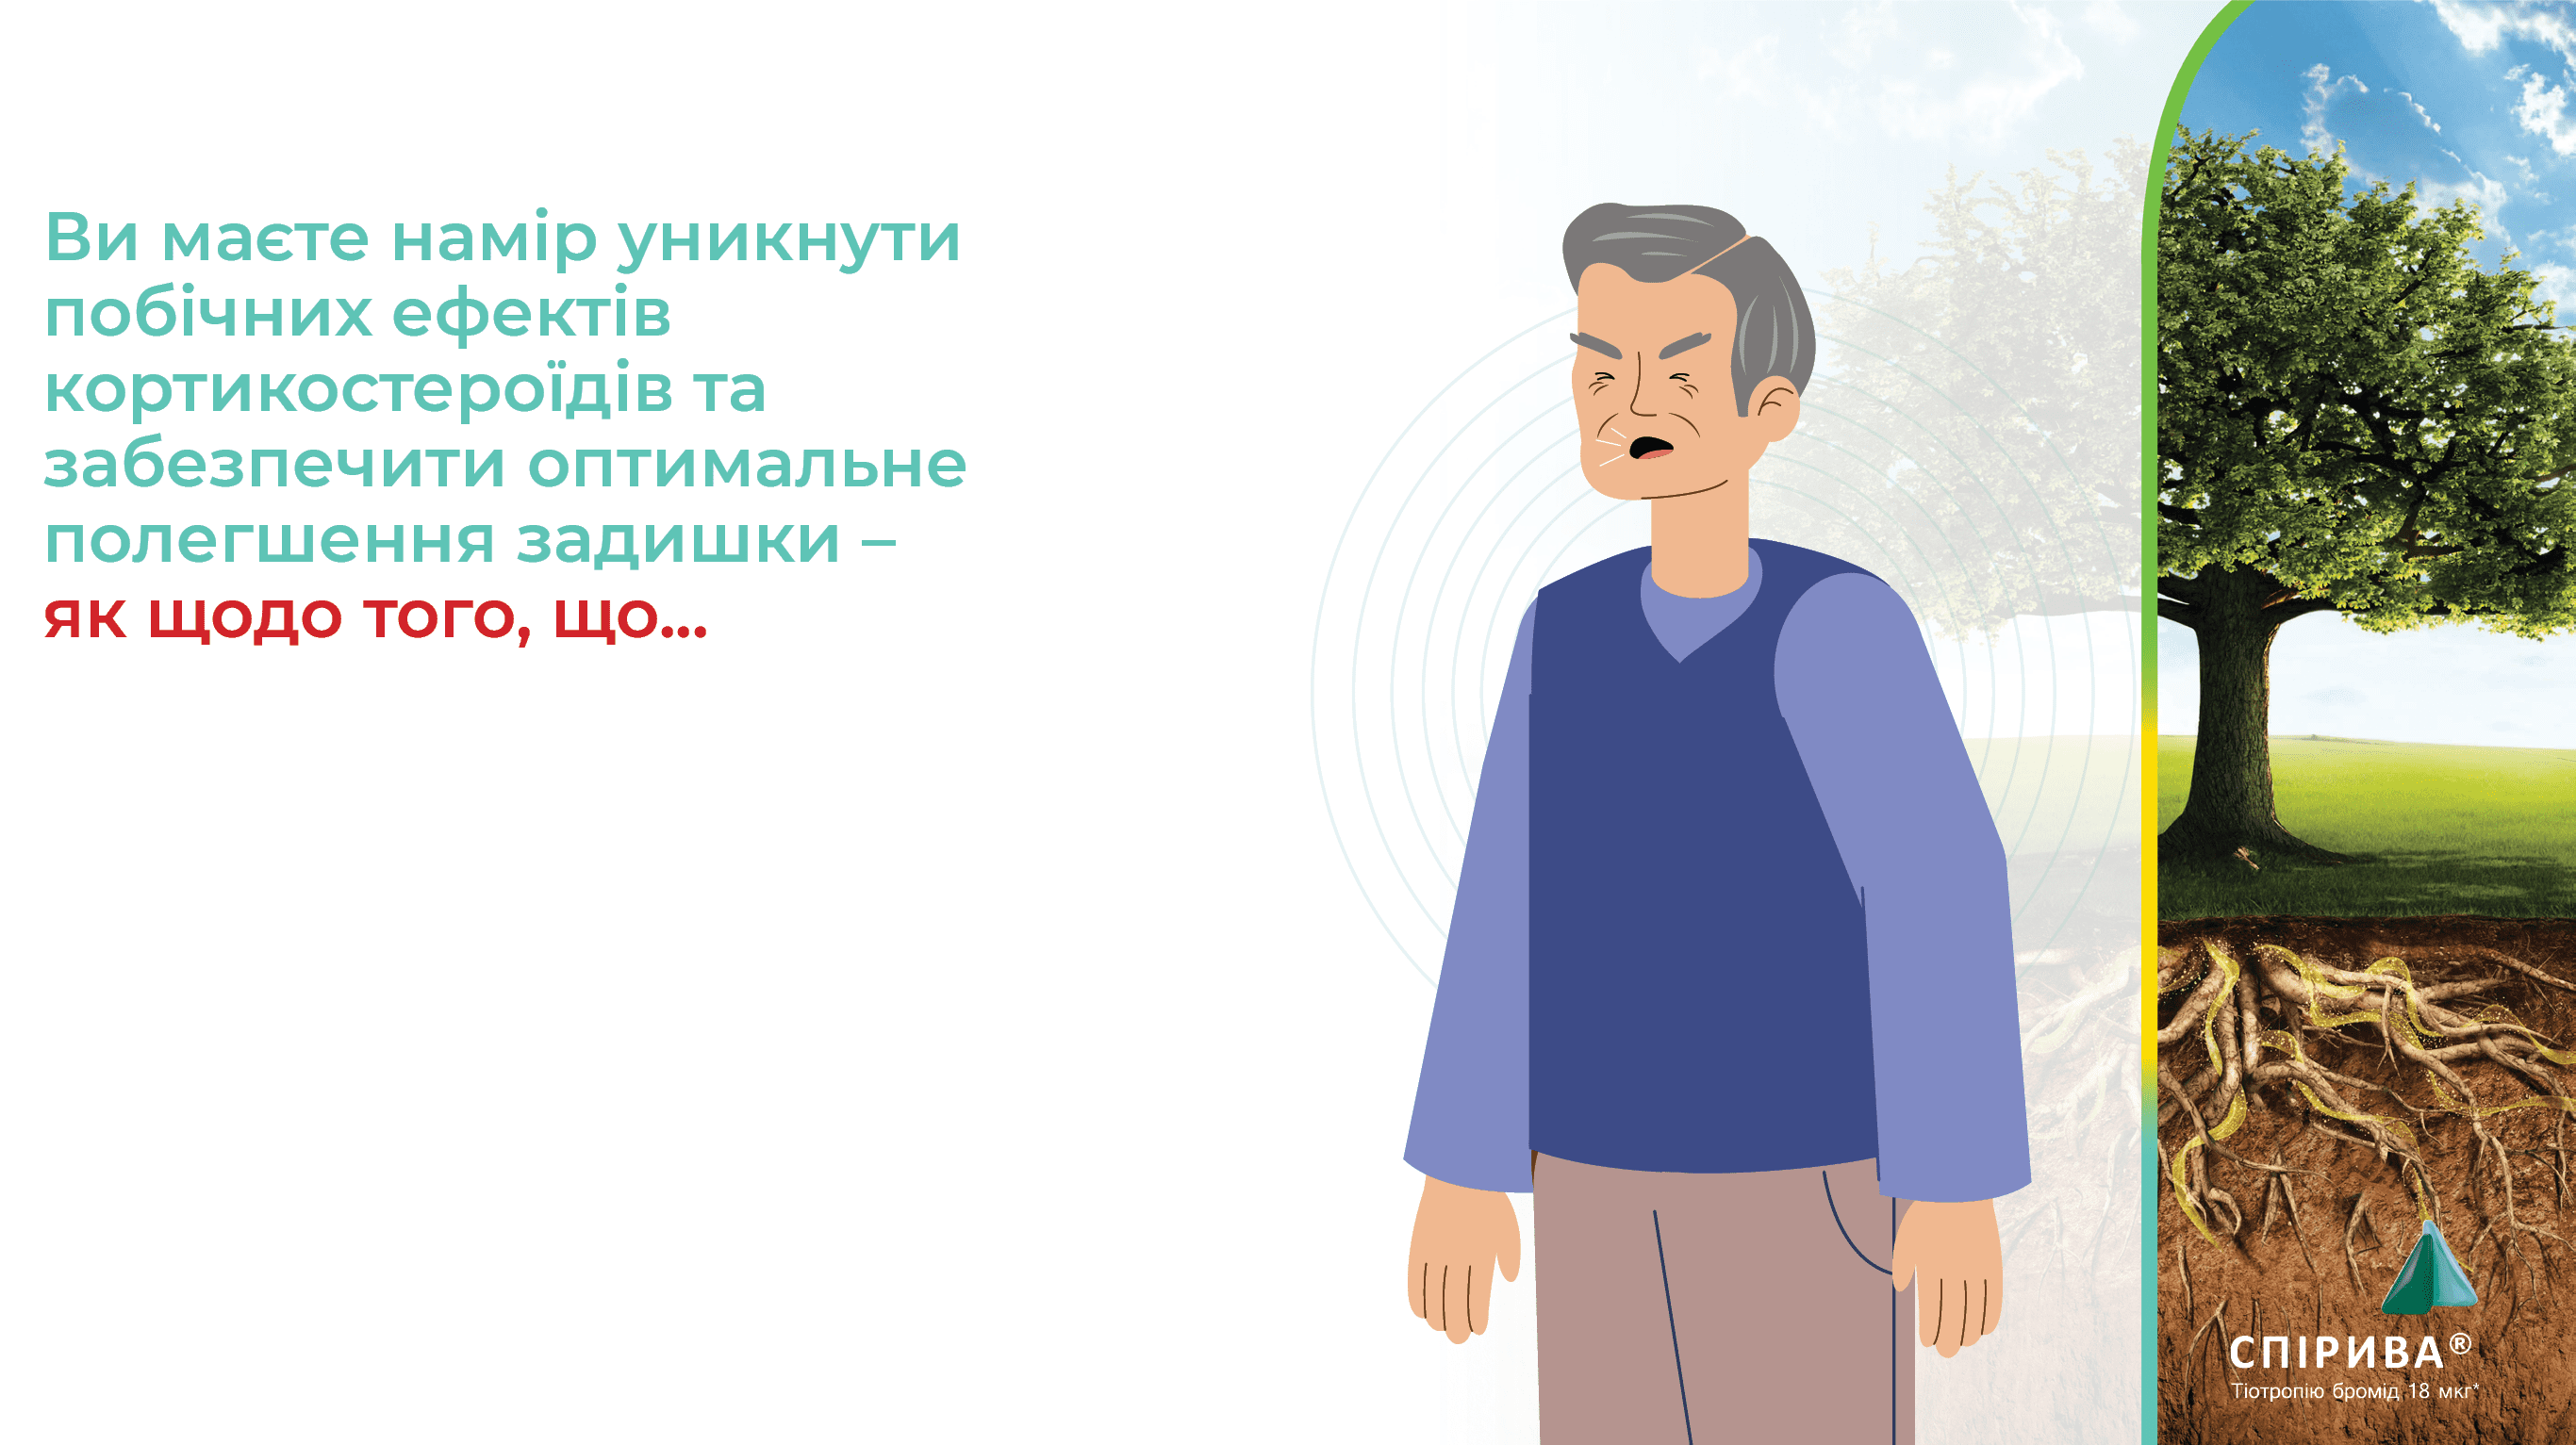 Ви маєте намір уникнути
побічних ефектів
кортикостероїдів та
забезпечити оптимальне
полегшення задишки –
як щодо того, що...
СПІРИВА®
Тіотропію бромід 18 мкг*